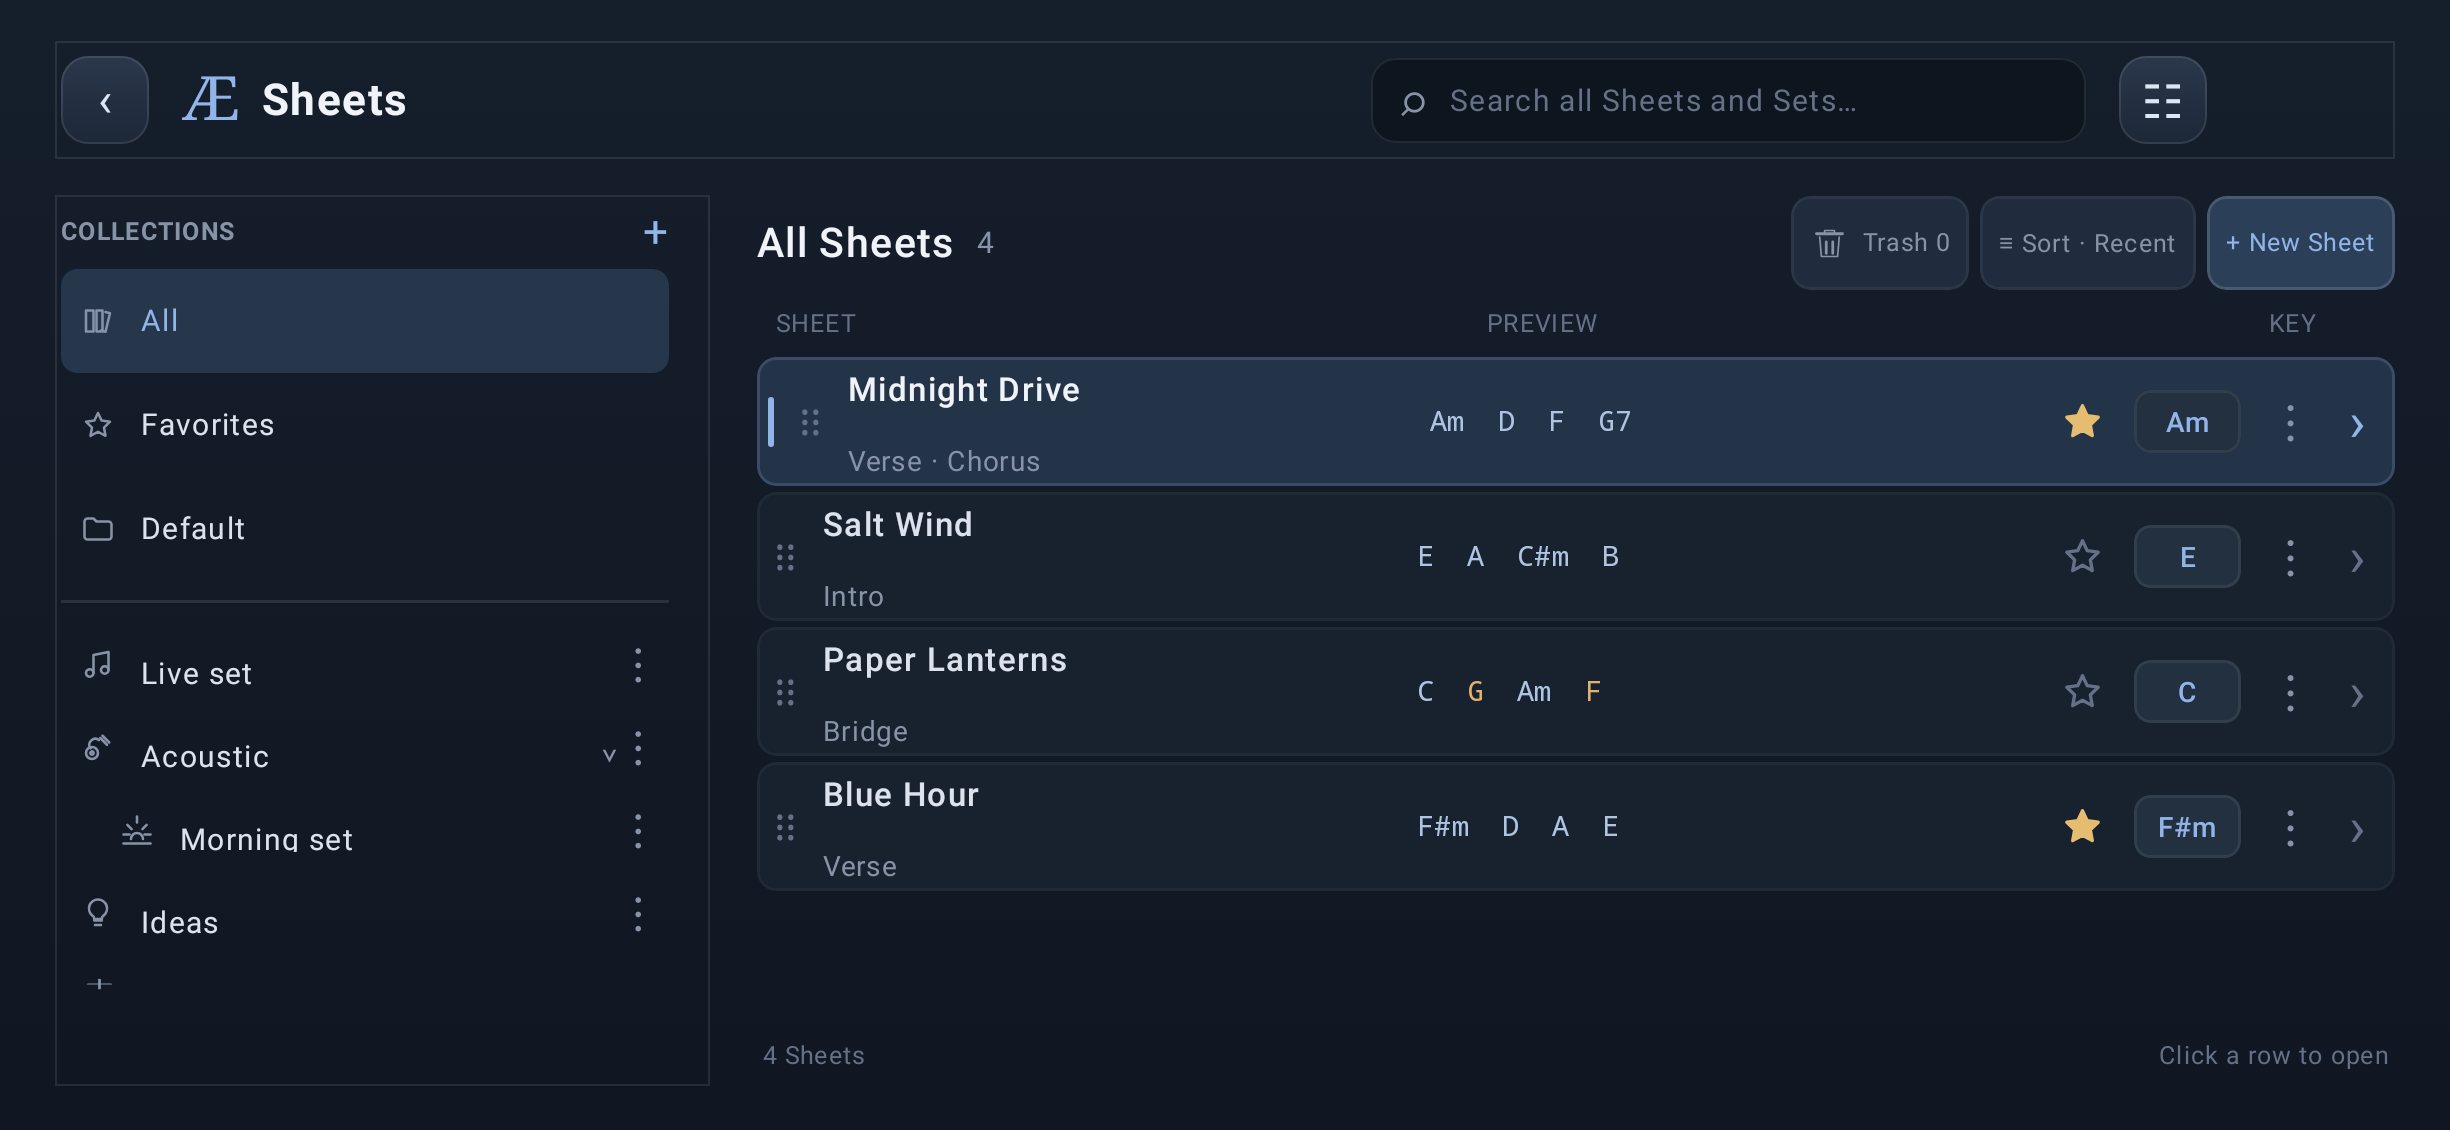 ‹ Æ Sheets
Search all Sheets and Sets…
COLLECTIONS +
All
Favorites
Default
Live set
Acoustic
Morning set
Ideas
All Sheets 4
Trash 0
≡ Sort · Recent
+ New Sheet
SHEET PREVIEW KEY
Midnight Drive
Verse · Chorus
Am D F G7
Am
Salt Wind
Intro
E A C#m B
E
Paper Lanterns
Bridge
C G Am F
C
Blue Hour
Verse
F#m D A E
F#m
4 Sheets
Click a row to open